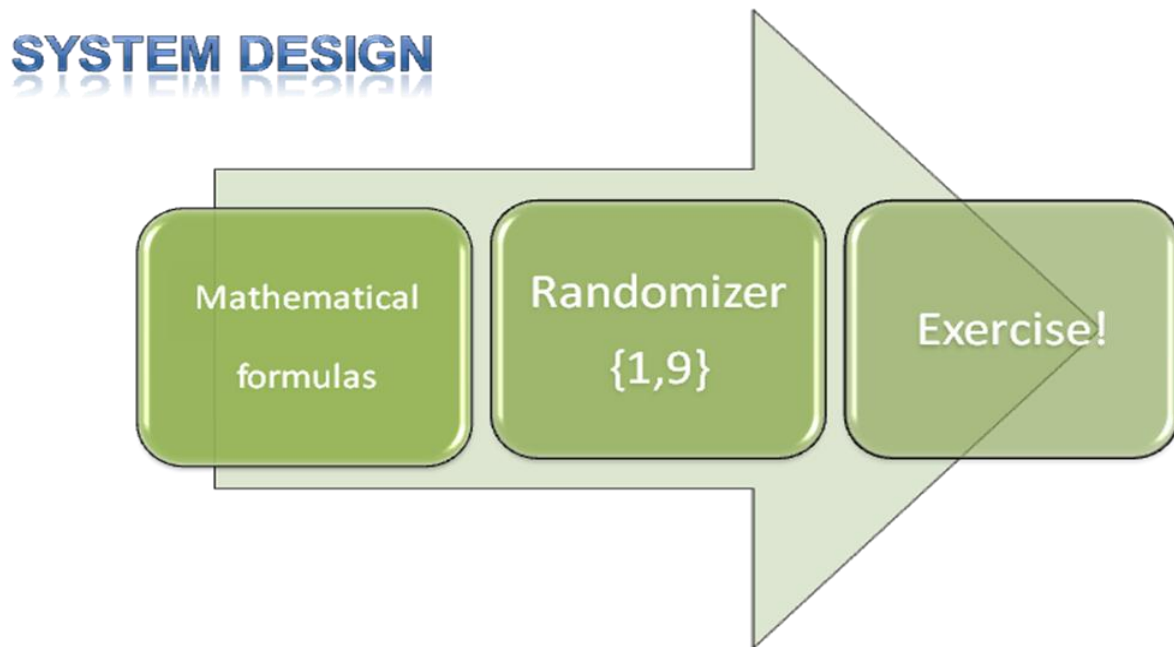 SYSTEM DESIGN
Mathematical
formulas
Randomizer
{1,9}
Exercise!